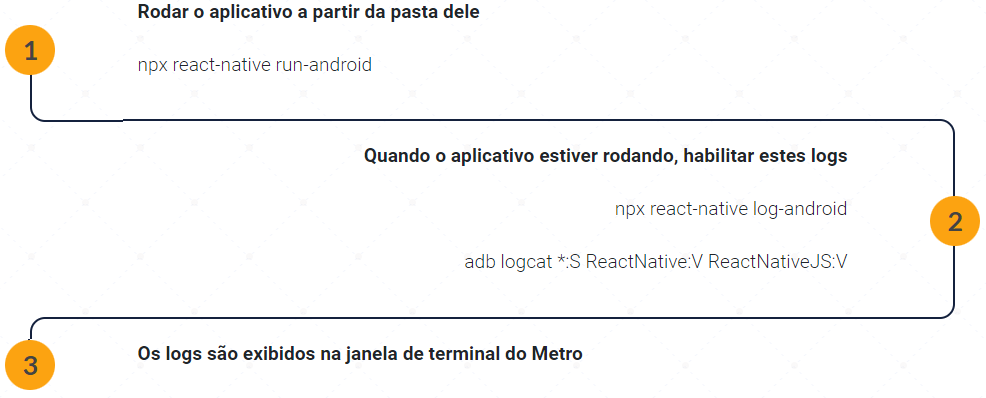 Rodar o aplicativo a partir da pasta dele
1
npx react-native run-android
Quando o aplicativo estiver rodando, habilitar estes logs
npx react-native log-android
2
adb logcat *:S ReactNative:V ReactNativeJS:V
3
Os logs são exibidos na janela de terminal do Metro